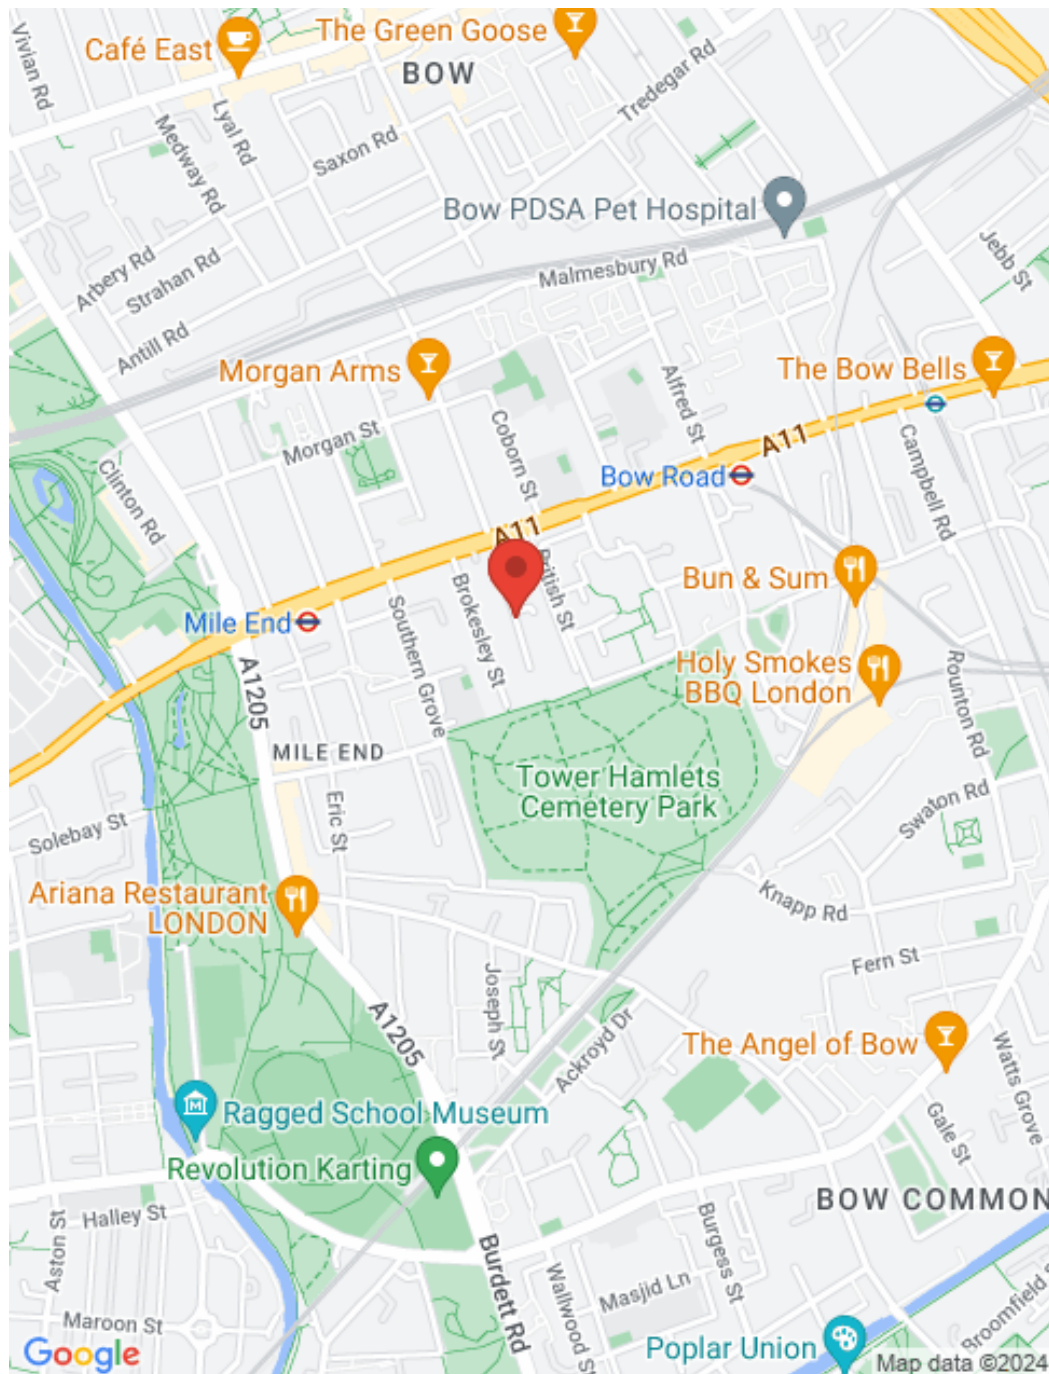 Vivian Rd
Café East
The Green Goose
BOW
Tredegar Rd
Lyal Rd
Medway Rd
Saxon Rd
Bow PDSA Pet Hospital
Jebb St
Arbery Rd
Strahan Rd
Malmesbury Rd
Antill Rd
Morgan Arms
The Bow Bells
Alfred St
Morgan St
Coborn St
A11
Campbell Rd
Clinton Rd
Bow Road
A11
British St
Bun & Sum
Brokesley St
Southern Grove
Mile End
Holy Smokes
BBQ London
Rounton Rd
A1205
MILE END
Tower Hamlets
Cemetery Park
Eric St
Swaton Rd
Solebay St
Ariana Restaurant
LONDON
Knapp Rd
Fern St
Joseph St
A1205
Ackroyd Dr
The Angel of Bow
Watts Grove
Ragged School Museum
Gale St
Revolution Karting
BOW COMMON
Halley St
Aston St
Burgess St
Burdett Rd
Wallwood St
Masjid Ln
Broomfield
Maroon St
Poplar Union
Google
Map data ©2024